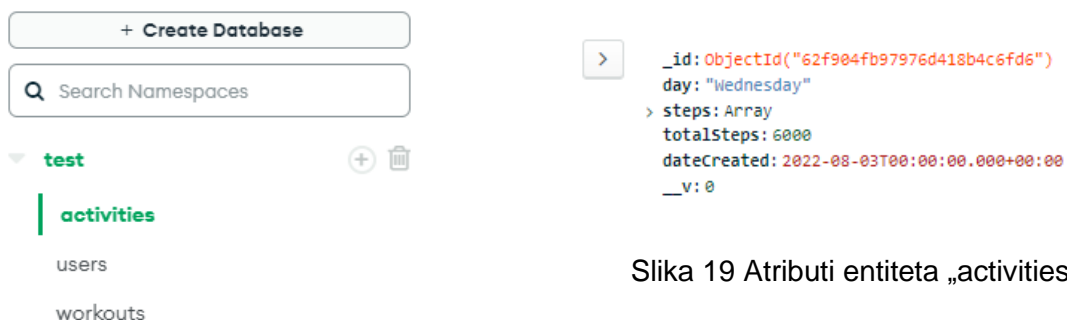 + Create Database
Search Namespaces
test
activities
users
workouts
_id: ObjectId("62f904fb97976d418b4c6fd6")
day: "Wednesday"
> steps: Array
totalSteps: 6000
dateCreated: 2022-08-03T00:00:00.000+00:00
__v: 0
Slika 19 Atributi entiteta „activities